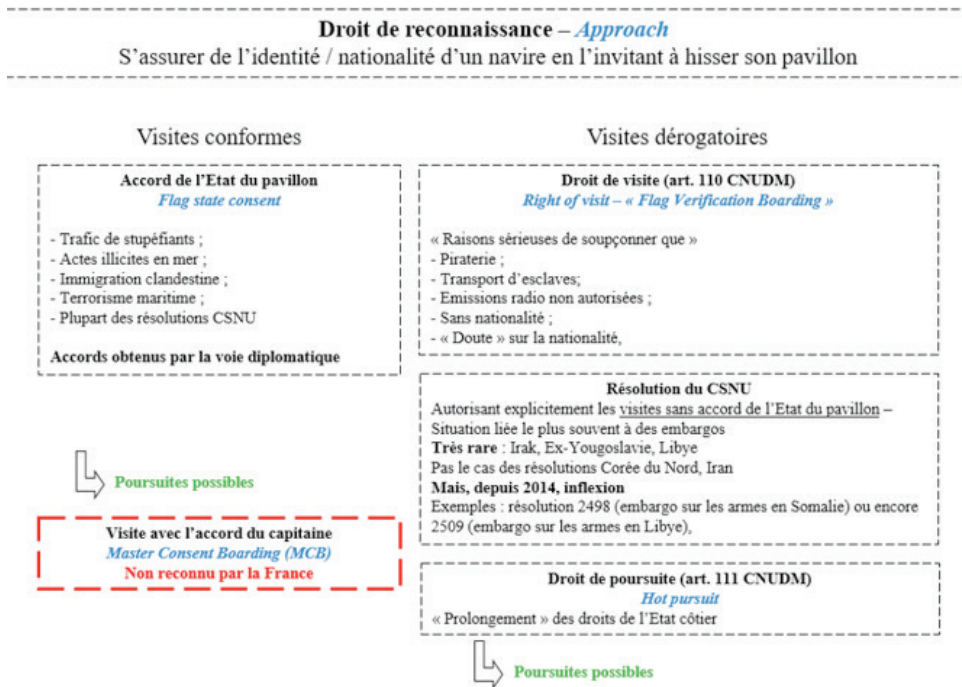 Droit de reconnaissance – Approach
S’assurer de l’identité / nationalité d’un navire en l’invitant à hisser son pavillon
Visites conformes
Accord de l’Etat du pavillon
Flag state consent
- Trafic de stupéfiants ;
- Actes illicites en mer ;
- Immigration clandestine ;
- Terrorisme maritime ;
- Plupart des résolutions CSNU
Accords obtenus par la voie diplomatique
Poursuites possibles
Visite avec l’accord du capitaine
Master Consent Boarding (MCB)
Non reconnu par la France
Visites dérogatoires
Droit de visite (art. 110 CNUDM)
Right of visit – « Flag Verification Boarding »
« Raisons sérieuses de soupçonner que »
- Piraterie ;
- Transport d’esclaves;
- Emissions radio non autorisées ;
- Sans nationalité ;
- « Doute » sur la nationalité,
Résolution du CSNU
Autorisant explicitement les visites sans accord de l’Etat du pavillon –
Situation liée le plus souvent à des embargos
Très rare : Irak, Ex-Yougoslavie, Libye
Pas le cas des résolutions Corée du Nord, Iran
Mais, depuis 2014, inflexion
Exemples : résolution 2498 (embargo sur les armes en Somalie) ou encore
2509 (embargo sur les armes en Libye),
Droit de poursuite (art. 111 CNUDM)
Hot pursuit
« Prolongement » des droits de l’Etat côtier
Poursuites possibles